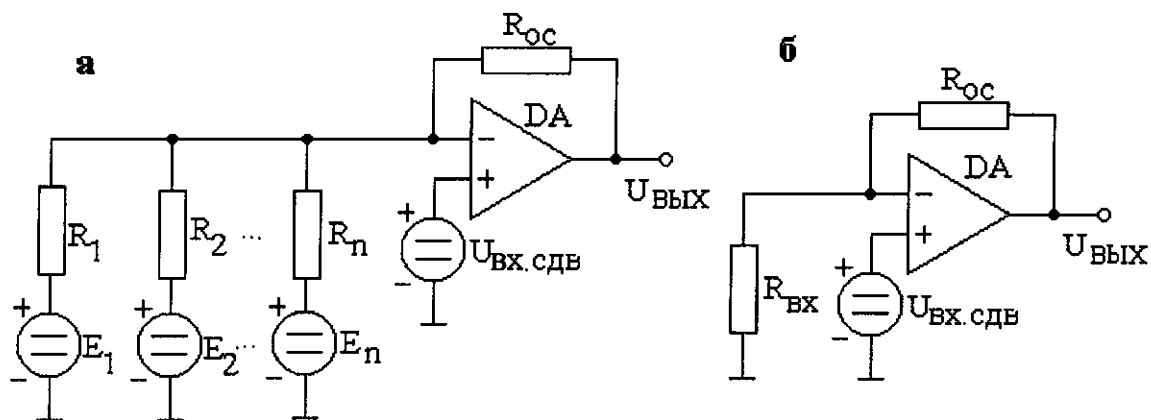 а
R_ОС
DA
−
+
U_ВЫХ
R_1
R_2 ...
R_n
+
−
U_ВХ.СДВ
+
−
E_1
+
−
E_2 ...
+
−
E_n
б
R_ОС
DA
−
+
U_ВЫХ
R_ВХ
+
−
U_ВХ.СДВ